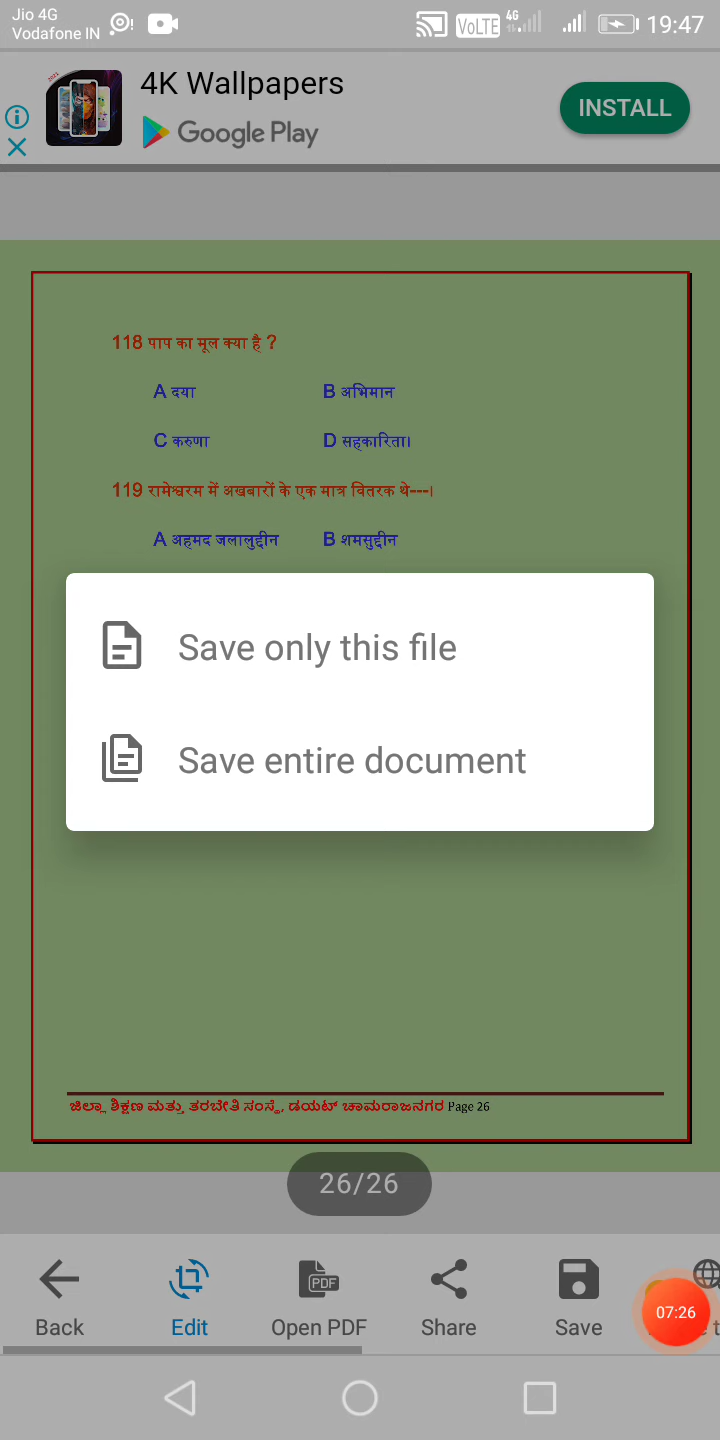 Jio 4G
Vodafone IN
4G
VoLTE
19:47
2021
4K Wallpapers
Google Play
INSTALL
118 पाप का मूल क्या है ?
A दया B अभिमान
C करुणा D सहकारिता।
119 रामेश्वरम में अखबारों के एक मात्र वितरक थे---।
A अहमद जलालुद्दीन B शमसुद्दीन
Save only this file
Save entire document
ಜಿಲ್ಲಾ ಶಿಕ್ಷಣ ಮತ್ತು ತರಬೇತಿ ಸಂಸ್ಥೆ, ಡಯಟ್ ಚಾಮರಾಜನಗರ Page 26
26/26
PDF
Back Edit Open PDF Share Save
07:26